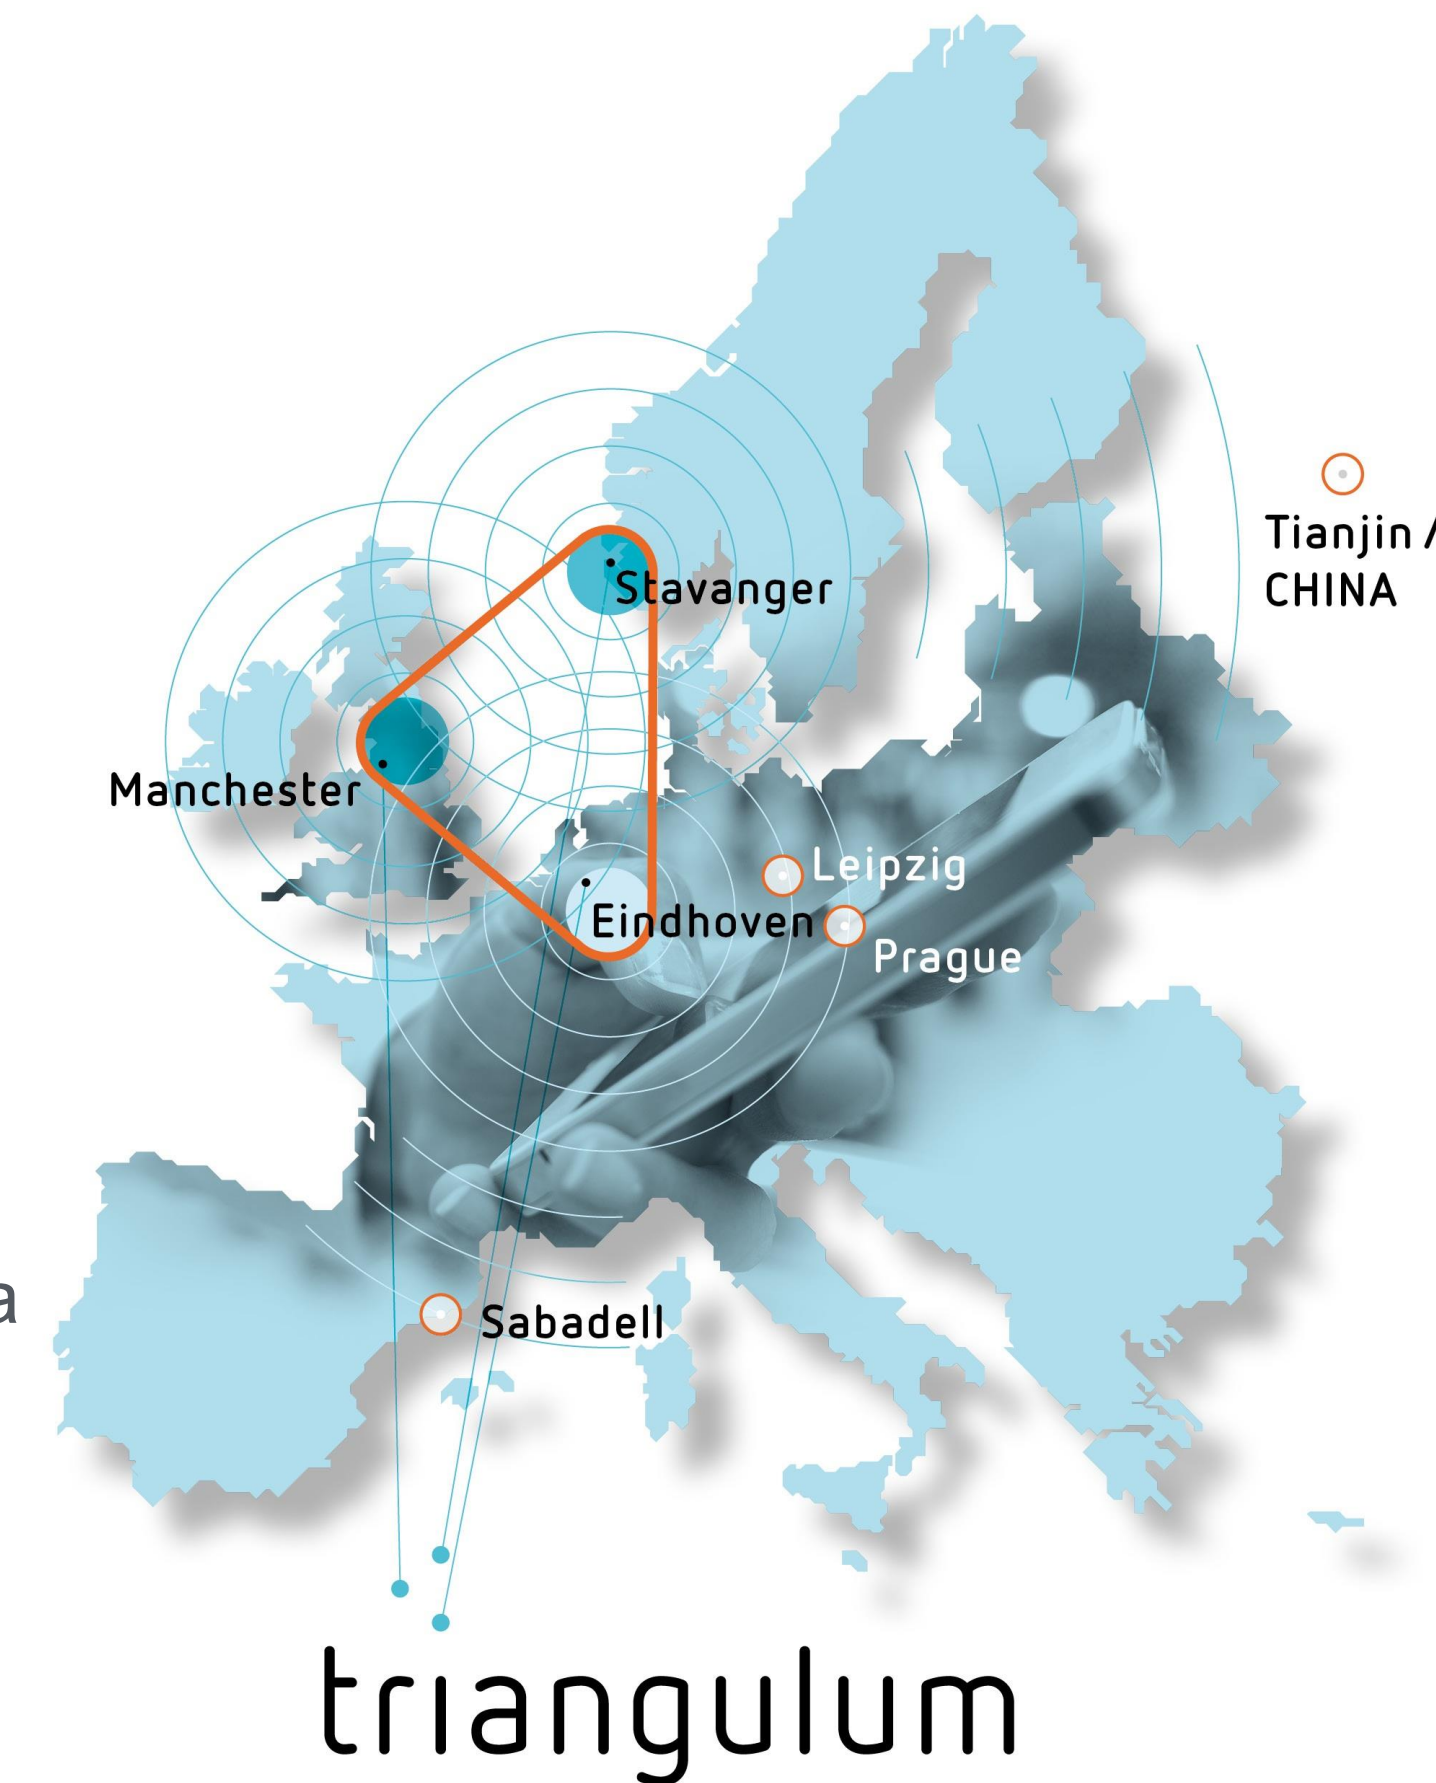 Tianjin /
CHINA
Stavanger
Manchester
Leipzig
Eindhoven
Prague
a
Sabadell
triangulum